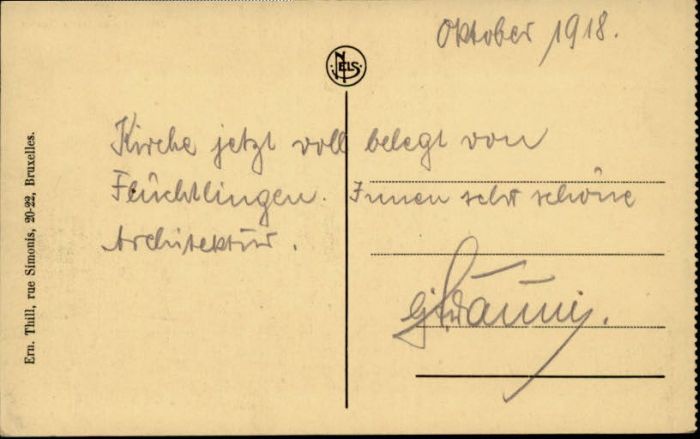 Oktober 1918.
NELS
Kirche jetzt voll belegt von
Flüchtlingen. Innen sehr schöne
Architektur.
Ern. Thill, rue Simonis, 20-22, Bruxelles.